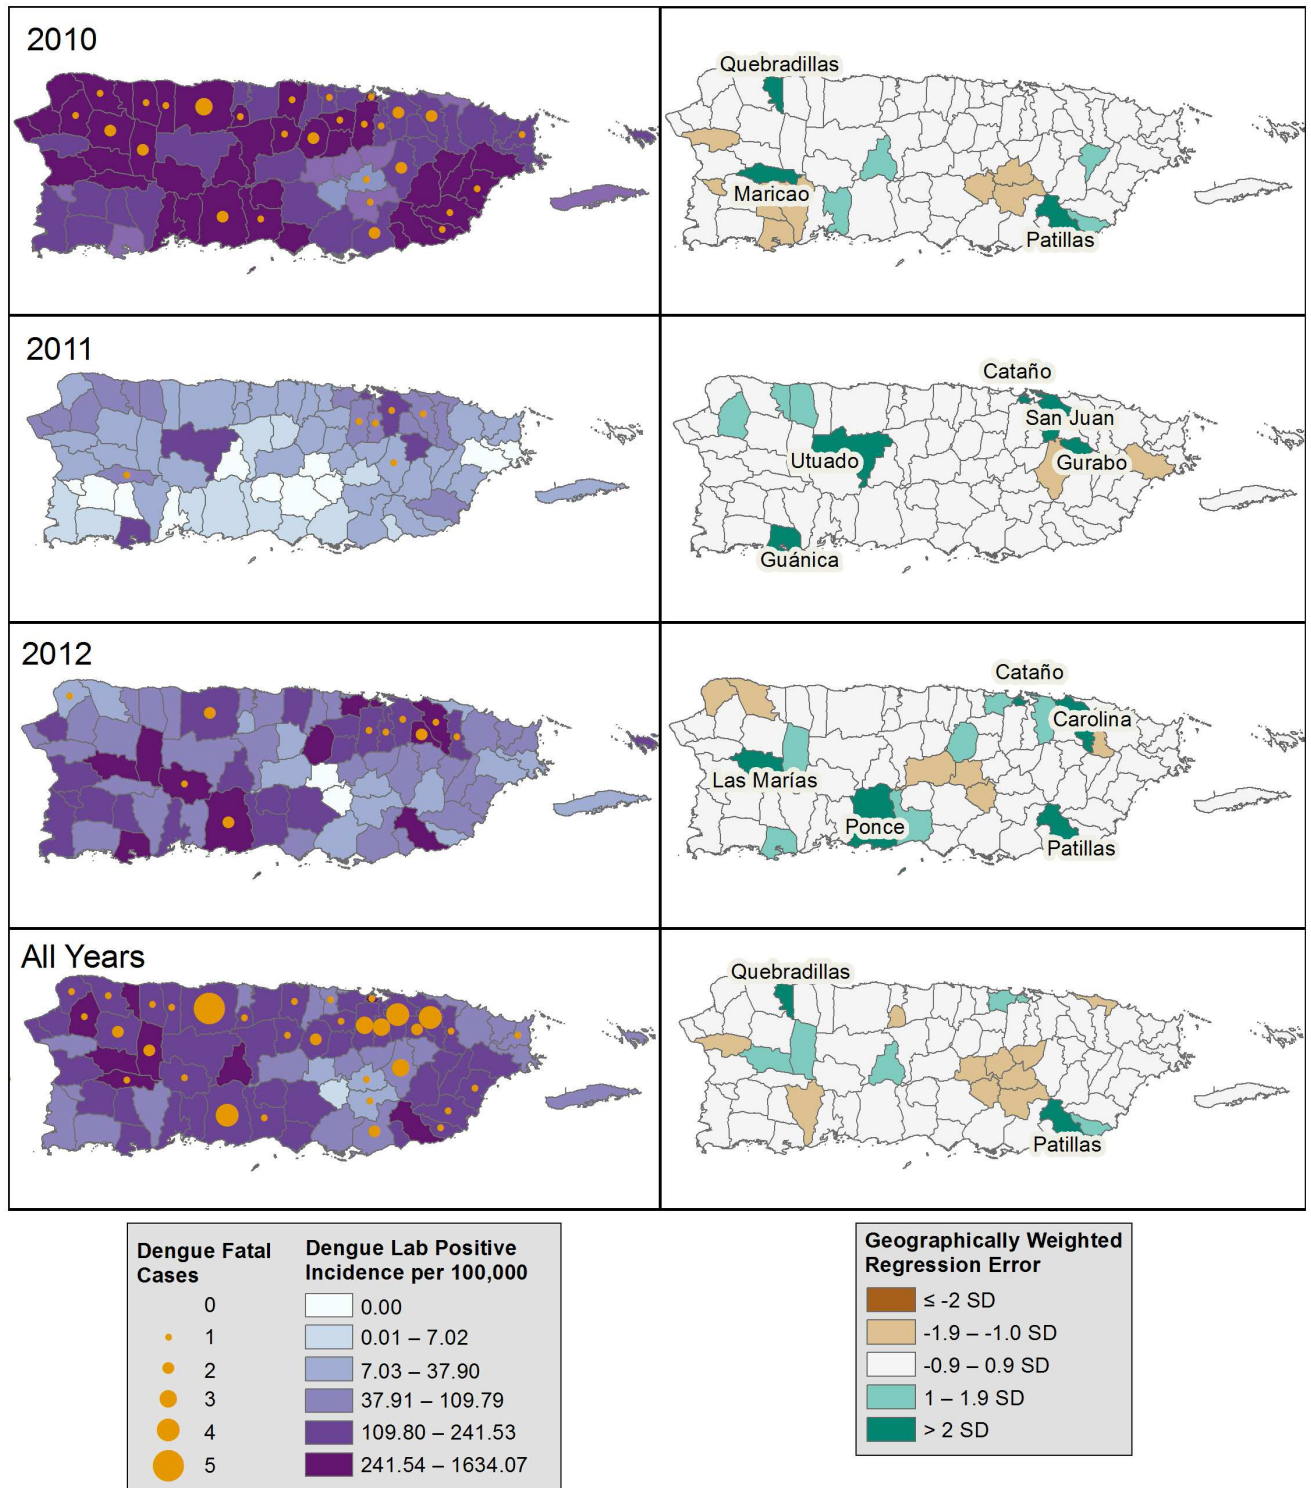 2010
Quebradillas
Maricao
Patillas
2011
Cataño
San Juan
Utuado
Gurabo
Guánica
2012
Cataño
Carolina
Las Marías
Ponce
Patillas
All Years
Quebradillas
Patillas
Dengue Fatal
Cases
0
1
2
3
4
5
Dengue Lab Positive
Incidence per 100,000
0.00
0.01 – 7.02
7.03 – 37.90
37.91 – 109.79
109.80 – 241.53
241.54 – 1634.07
Geographically Weighted
Regression Error
≤ -2 SD
-1.9 – -1.0 SD
-0.9 – 0.9 SD
1 – 1.9 SD
> 2 SD